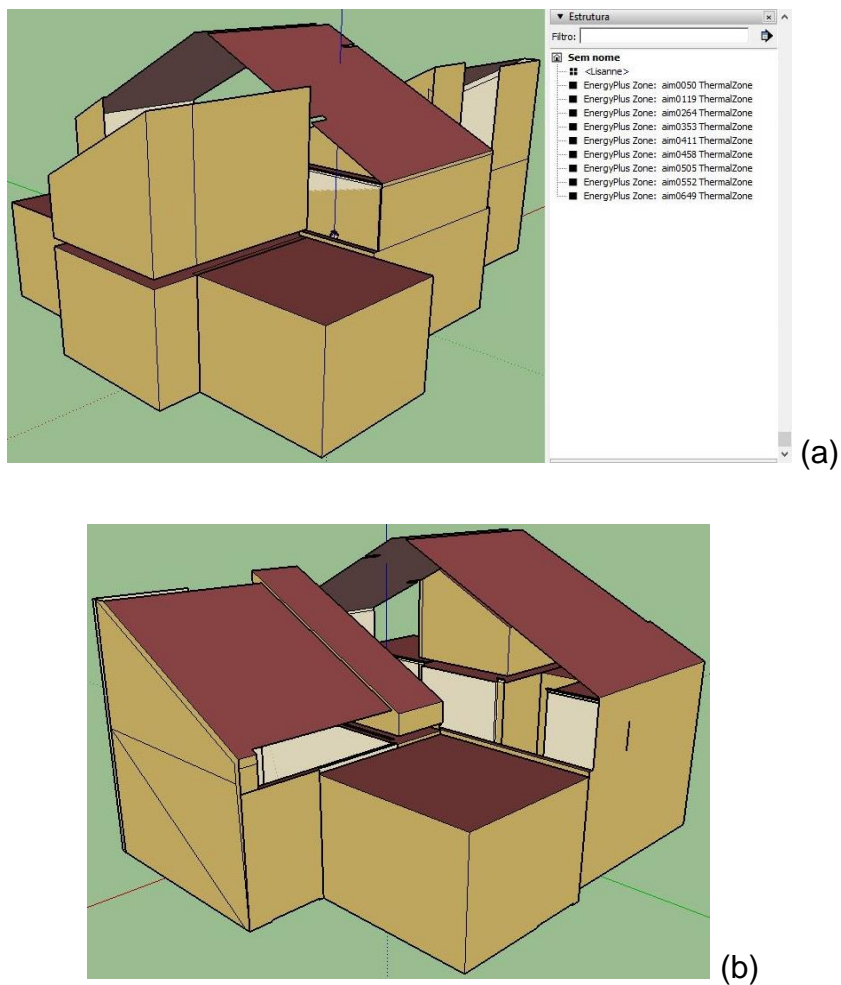 ▼ Estrutura
Filtro:
Sem nome
<Lisanne>
EnergyPlus Zone: aim0050 ThermalZone
EnergyPlus Zone: aim0119 ThermalZone
EnergyPlus Zone: aim0264 ThermalZone
EnergyPlus Zone: aim0353 ThermalZone
EnergyPlus Zone: aim0411 ThermalZone
EnergyPlus Zone: aim0458 ThermalZone
EnergyPlus Zone: aim0505 ThermalZone
EnergyPlus Zone: aim0552 ThermalZone
EnergyPlus Zone: aim0649 ThermalZone
(a)
(b)